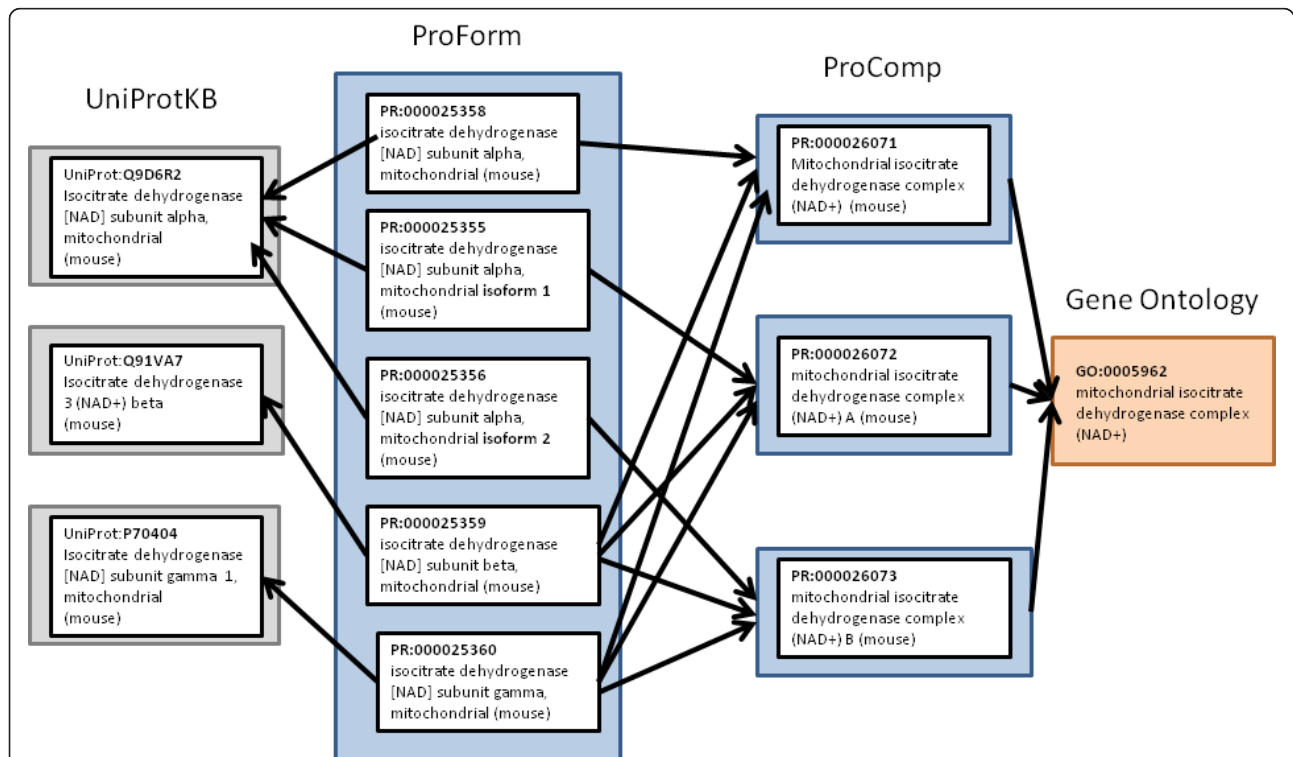 ProForm
ProComp
UniProtKB
Gene Ontology
UniProt:Q9D6R2
Isocitrate dehydrogenase
[NAD] subunit alpha,
mitochondrial
(mouse)
UniProt:Q91VA7
Isocitrate dehydrogenase
3 (NAD+) beta
(mouse)
UniProt:P70404
Isocitrate dehydrogenase
[NAD] subunit gamma 1,
mitochondrial
(mouse)
PR:000025358
isocitrate dehydrogenase
[NAD] subunit alpha,
mitochondrial (mouse)
PR:000025355
isocitrate dehydrogenase
[NAD] subunit alpha,
mitochondrial isoform 1
(mouse)
PR:000025356
isocitrate dehydrogenase
[NAD] subunit alpha,
mitochondrial isoform 2
(mouse)
PR:000025359
isocitrate dehydrogenase
[NAD] subunit beta,
mitochondrial (mouse)
PR:000025360
isocitrate dehydrogenase
[NAD] subunit gamma,
mitochondrial (mouse)
PR:000026071
Mitochondrial isocitrate
dehydrogenase complex
(NAD+) (mouse)
PR:000026072
mitochondrial isocitrate
dehydrogenase complex
(NAD+) A (mouse)
PR:000026073
mitochondrial isocitrate
dehydrogenase complex
(NAD+) B (mouse)
GO:0005962
mitochondrial isocitrate
dehydrogenase complex
(NAD+)